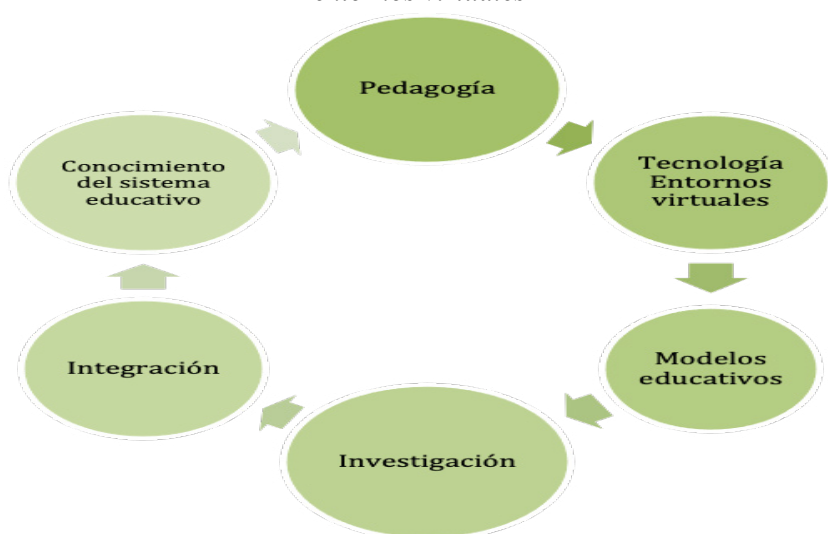 Pedagogía
Tecnología
Entornos
virtuales
Modelos
educativos
Investigación
Integración
Conocimiento
del sistema
educativo